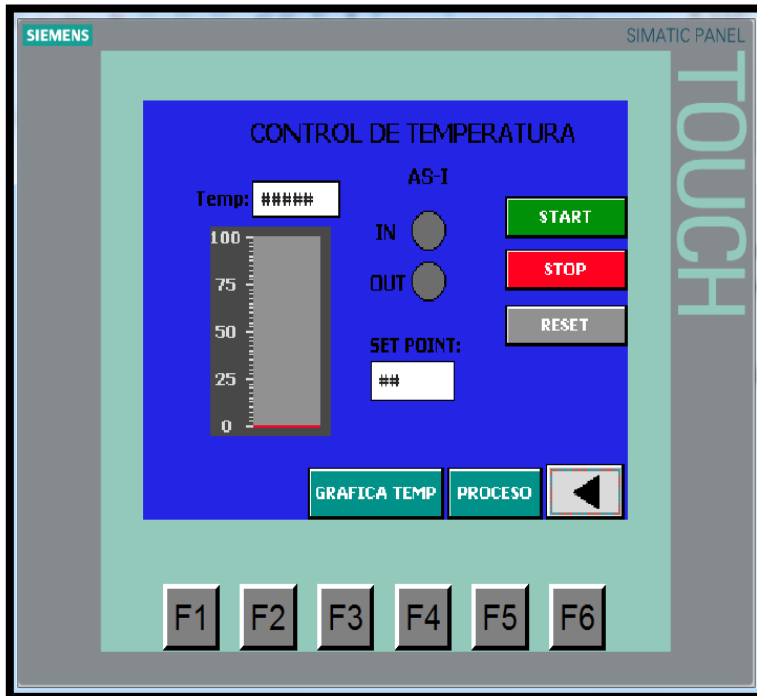 SIEMENS
SIMATIC PANEL
TOUCH
CONTROL DE TEMPERATURA
AS-I
Temp: #####
IN
OUT
START
STOP
RESET
100
75
50
25
0
SET POINT:
##
GRAFICA TEMP
PROCESO
F1 F2 F3 F4 F5 F6